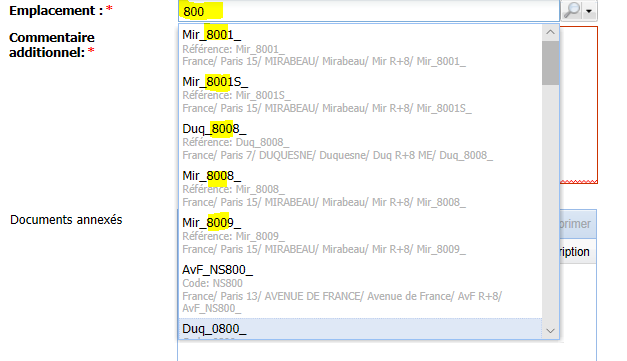 Emplacement : * 800
Commentaire
additionnel: *
Mir_8001_
Référence: Mir_8001_
France/ Paris 15/ MIRABEAU/ Mirabeau/ Mir R+8/ Mir_8001_
Mir_8001S_
Référence: Mir_8001S_
France/ Paris 15/ MIRABEAU/ Mirabeau/ Mir R+8/ Mir_8001S_
Duq_8008_
Référence: Duq_8008_
France/ Paris 7/ DUQUESNE/ Duquesne/ Duq R+8 ME/ Duq_8008_
Mir_8008_
Référence: Mir_8008_
France/ Paris 15/ MIRABEAU/ Mirabeau/ Mir R+8/ Mir_8008_
Mir_8009_
Référence: Mir_8009_
France/ Paris 15/ MIRABEAU/ Mirabeau/ Mir R+8/ Mir_8009_
AvF_NS800_
Code: NS800
France/ Paris 13/ AVENUE DE FRANCE/ Avenue de France/ AvF R+8/
AvF_NS800_
Duq_0800_
Documents annexés
primer
ription